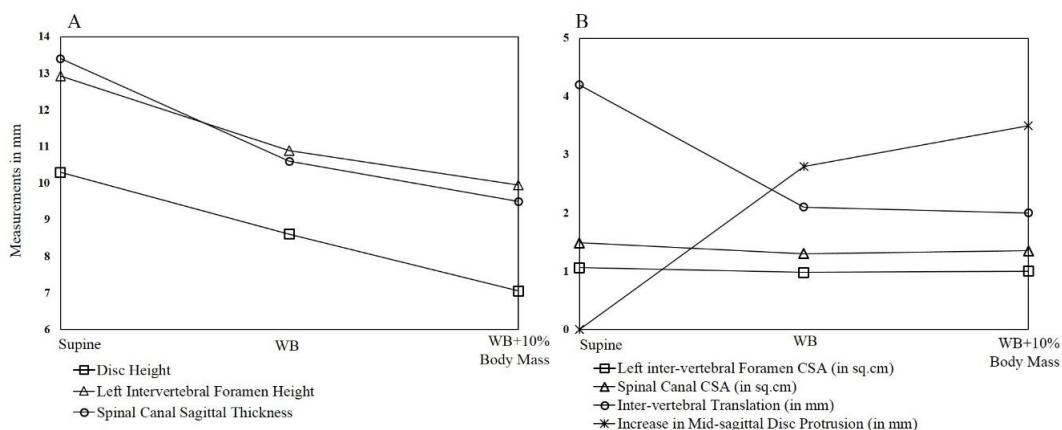 A
Measurements in mm
14
13
12
11
10
9
8
7
6
Supine
WB
WB+10%
Body Mass
Disc Height
Left Intervertebral Foramen Height
Spinal Canal Sagittal Thickness
B
5
4
3
2
1
0
Supine
WB
WB+10%
Body Mass
Left inter-vertebral Foramen CSA (in sq.cm)
Spinal Canal CSA (in sq.cm)
Inter-vertebral Translation (in mm)
Increase in Mid-sagittal Disc Protrusion (in mm)